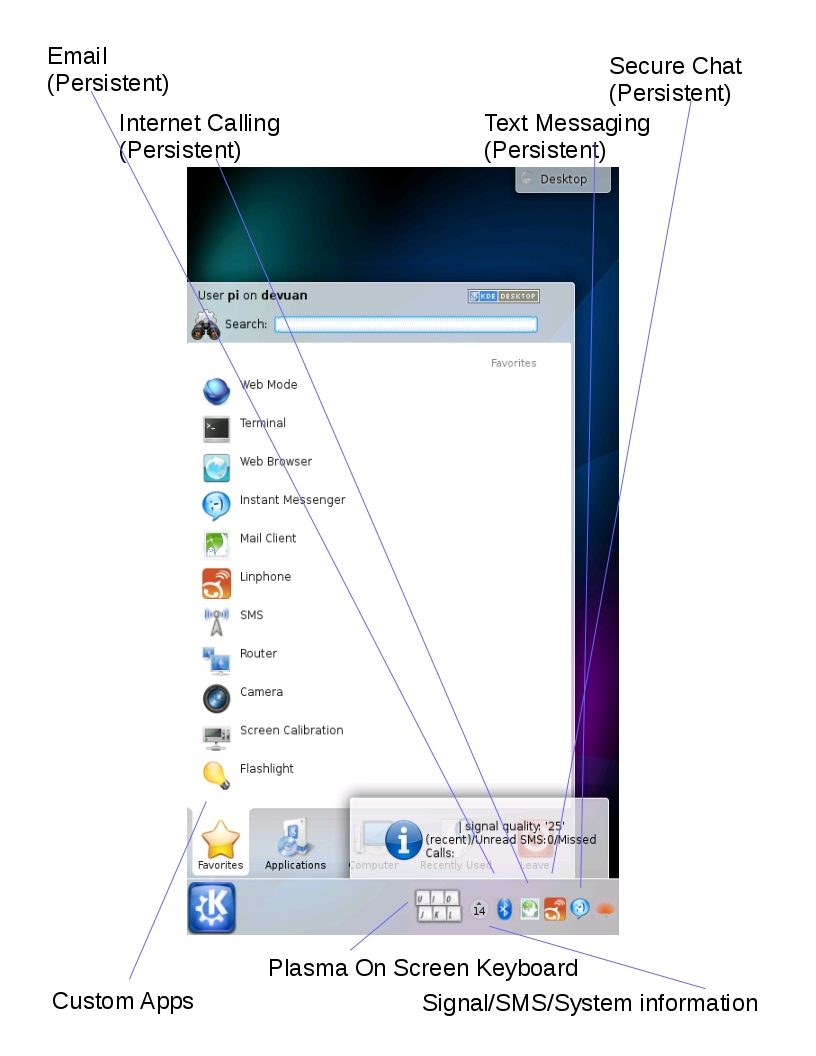 Email
(Persistent)
Secure Chat
(Persistent)
Internet Calling
(Persistent)
Text Messaging
(Persistent)
Desktop
User pi on devuan
KDE DESKTOP
Search:
Favorites
Web Mode
Terminal
Web Browser
Instant Messenger
Mail Client
Linphone
SMS
Router
Camera
Screen Calibration
Flashlight
| signal quality: '25'
(recent)/Unread SMS:0/Missed
Calls:
Favorites
Applications
Computer
Recently Used
Leave
U I O
J K L
14
Plasma On Screen Keyboard
Custom Apps
Signal/SMS/System information